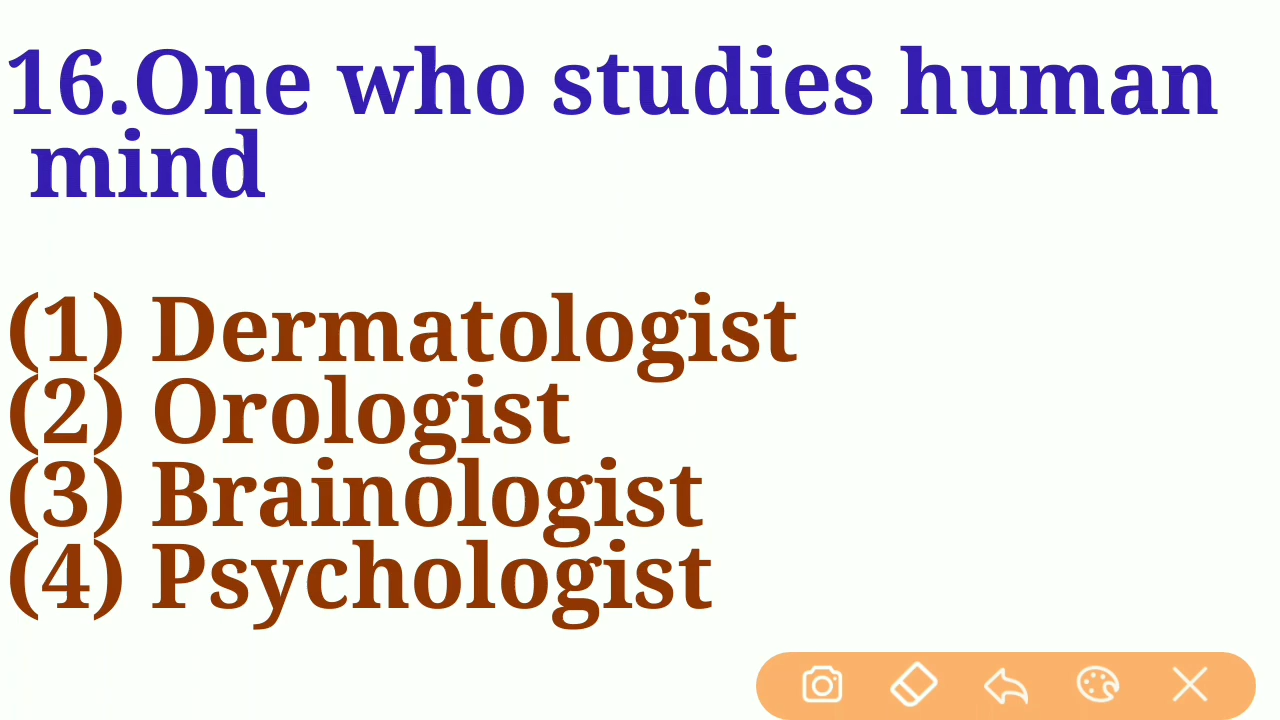 16.One who studies human
mind
(1) Dermatologist
(2) Orologist
(3) Brainologist
(4) Psychologist